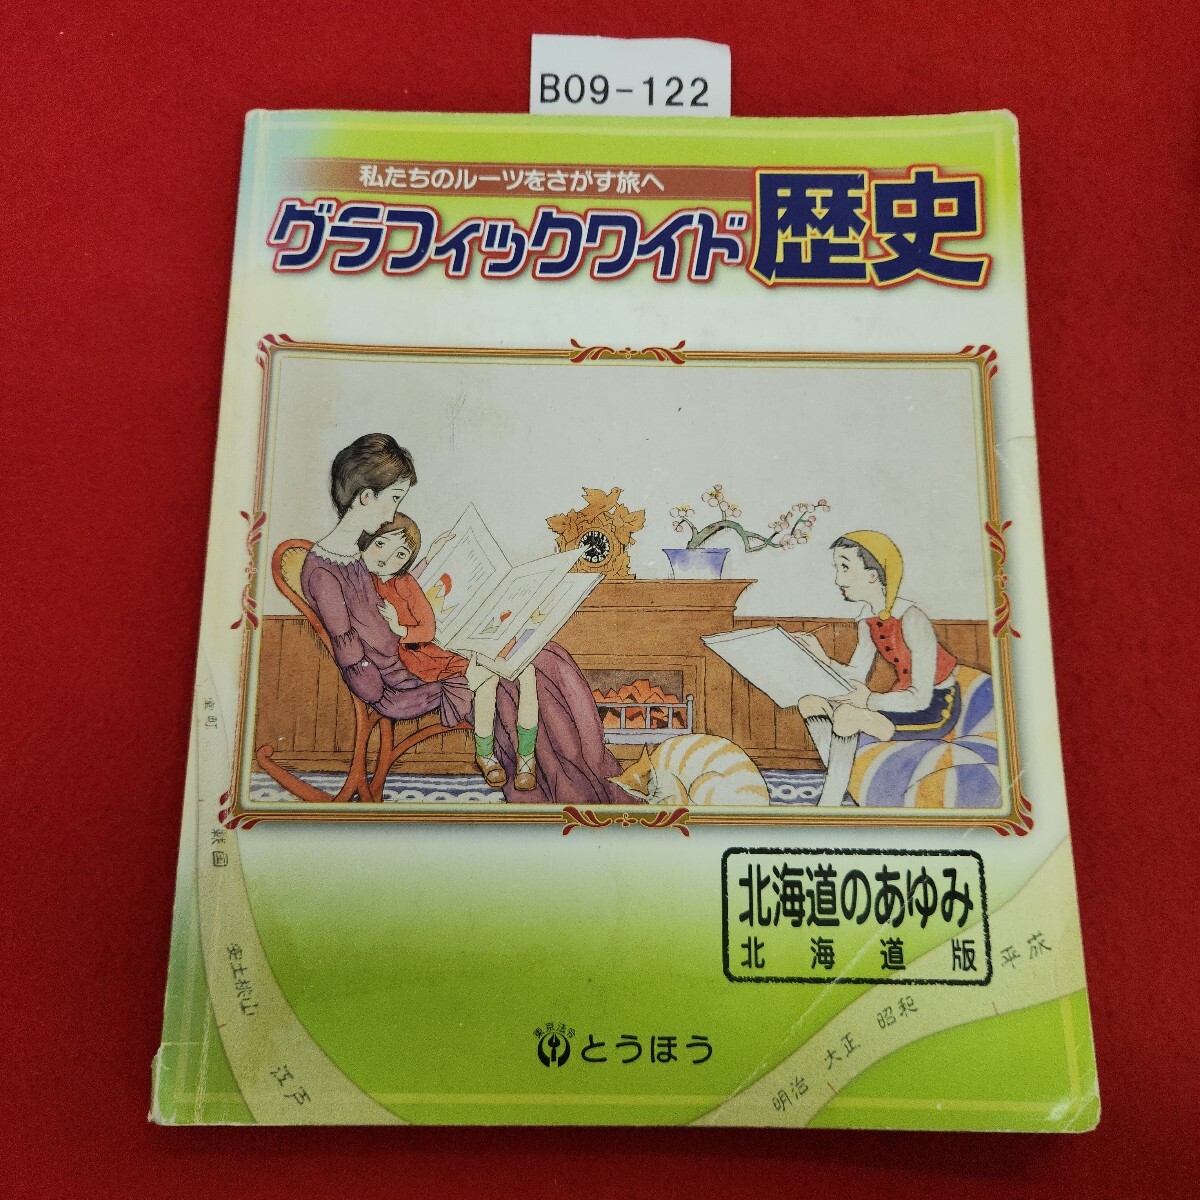 B09-122
私たちのルーツをさがす旅へ
グラフィックワイド歴史
室町
戦国
安土桃山
江戸
北海道のあゆみ
北海道版
明治 大正 昭和 平成
東京法令
とうほう